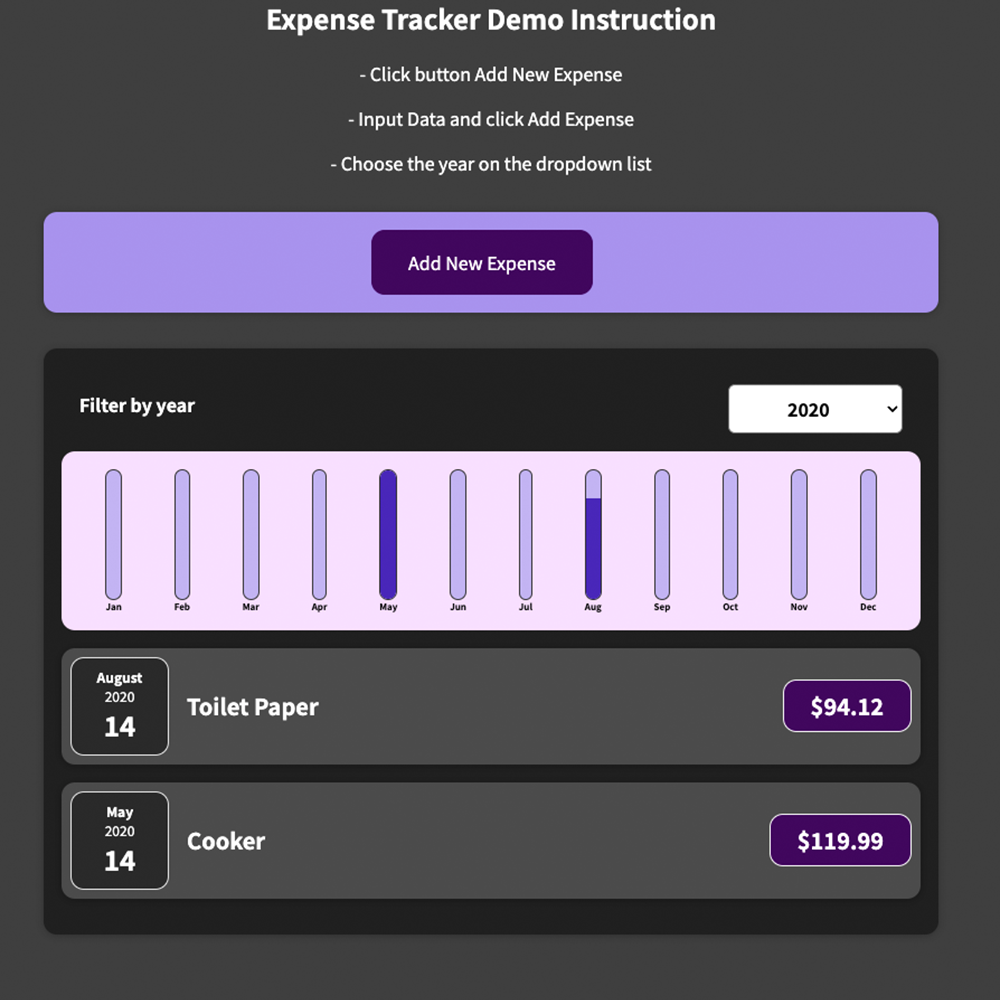 Expense Tracker Demo Instruction
- Click button Add New Expense
- Input Data and click Add Expense
- Choose the year on the dropdown list
Add New Expense
Filter by year
2020
Jan Feb Mar Apr May Jun Jul Aug Sep Oct Nov Dec
August
2020
14
Toilet Paper
$94.12
May
2020
14
Cooker
$119.99